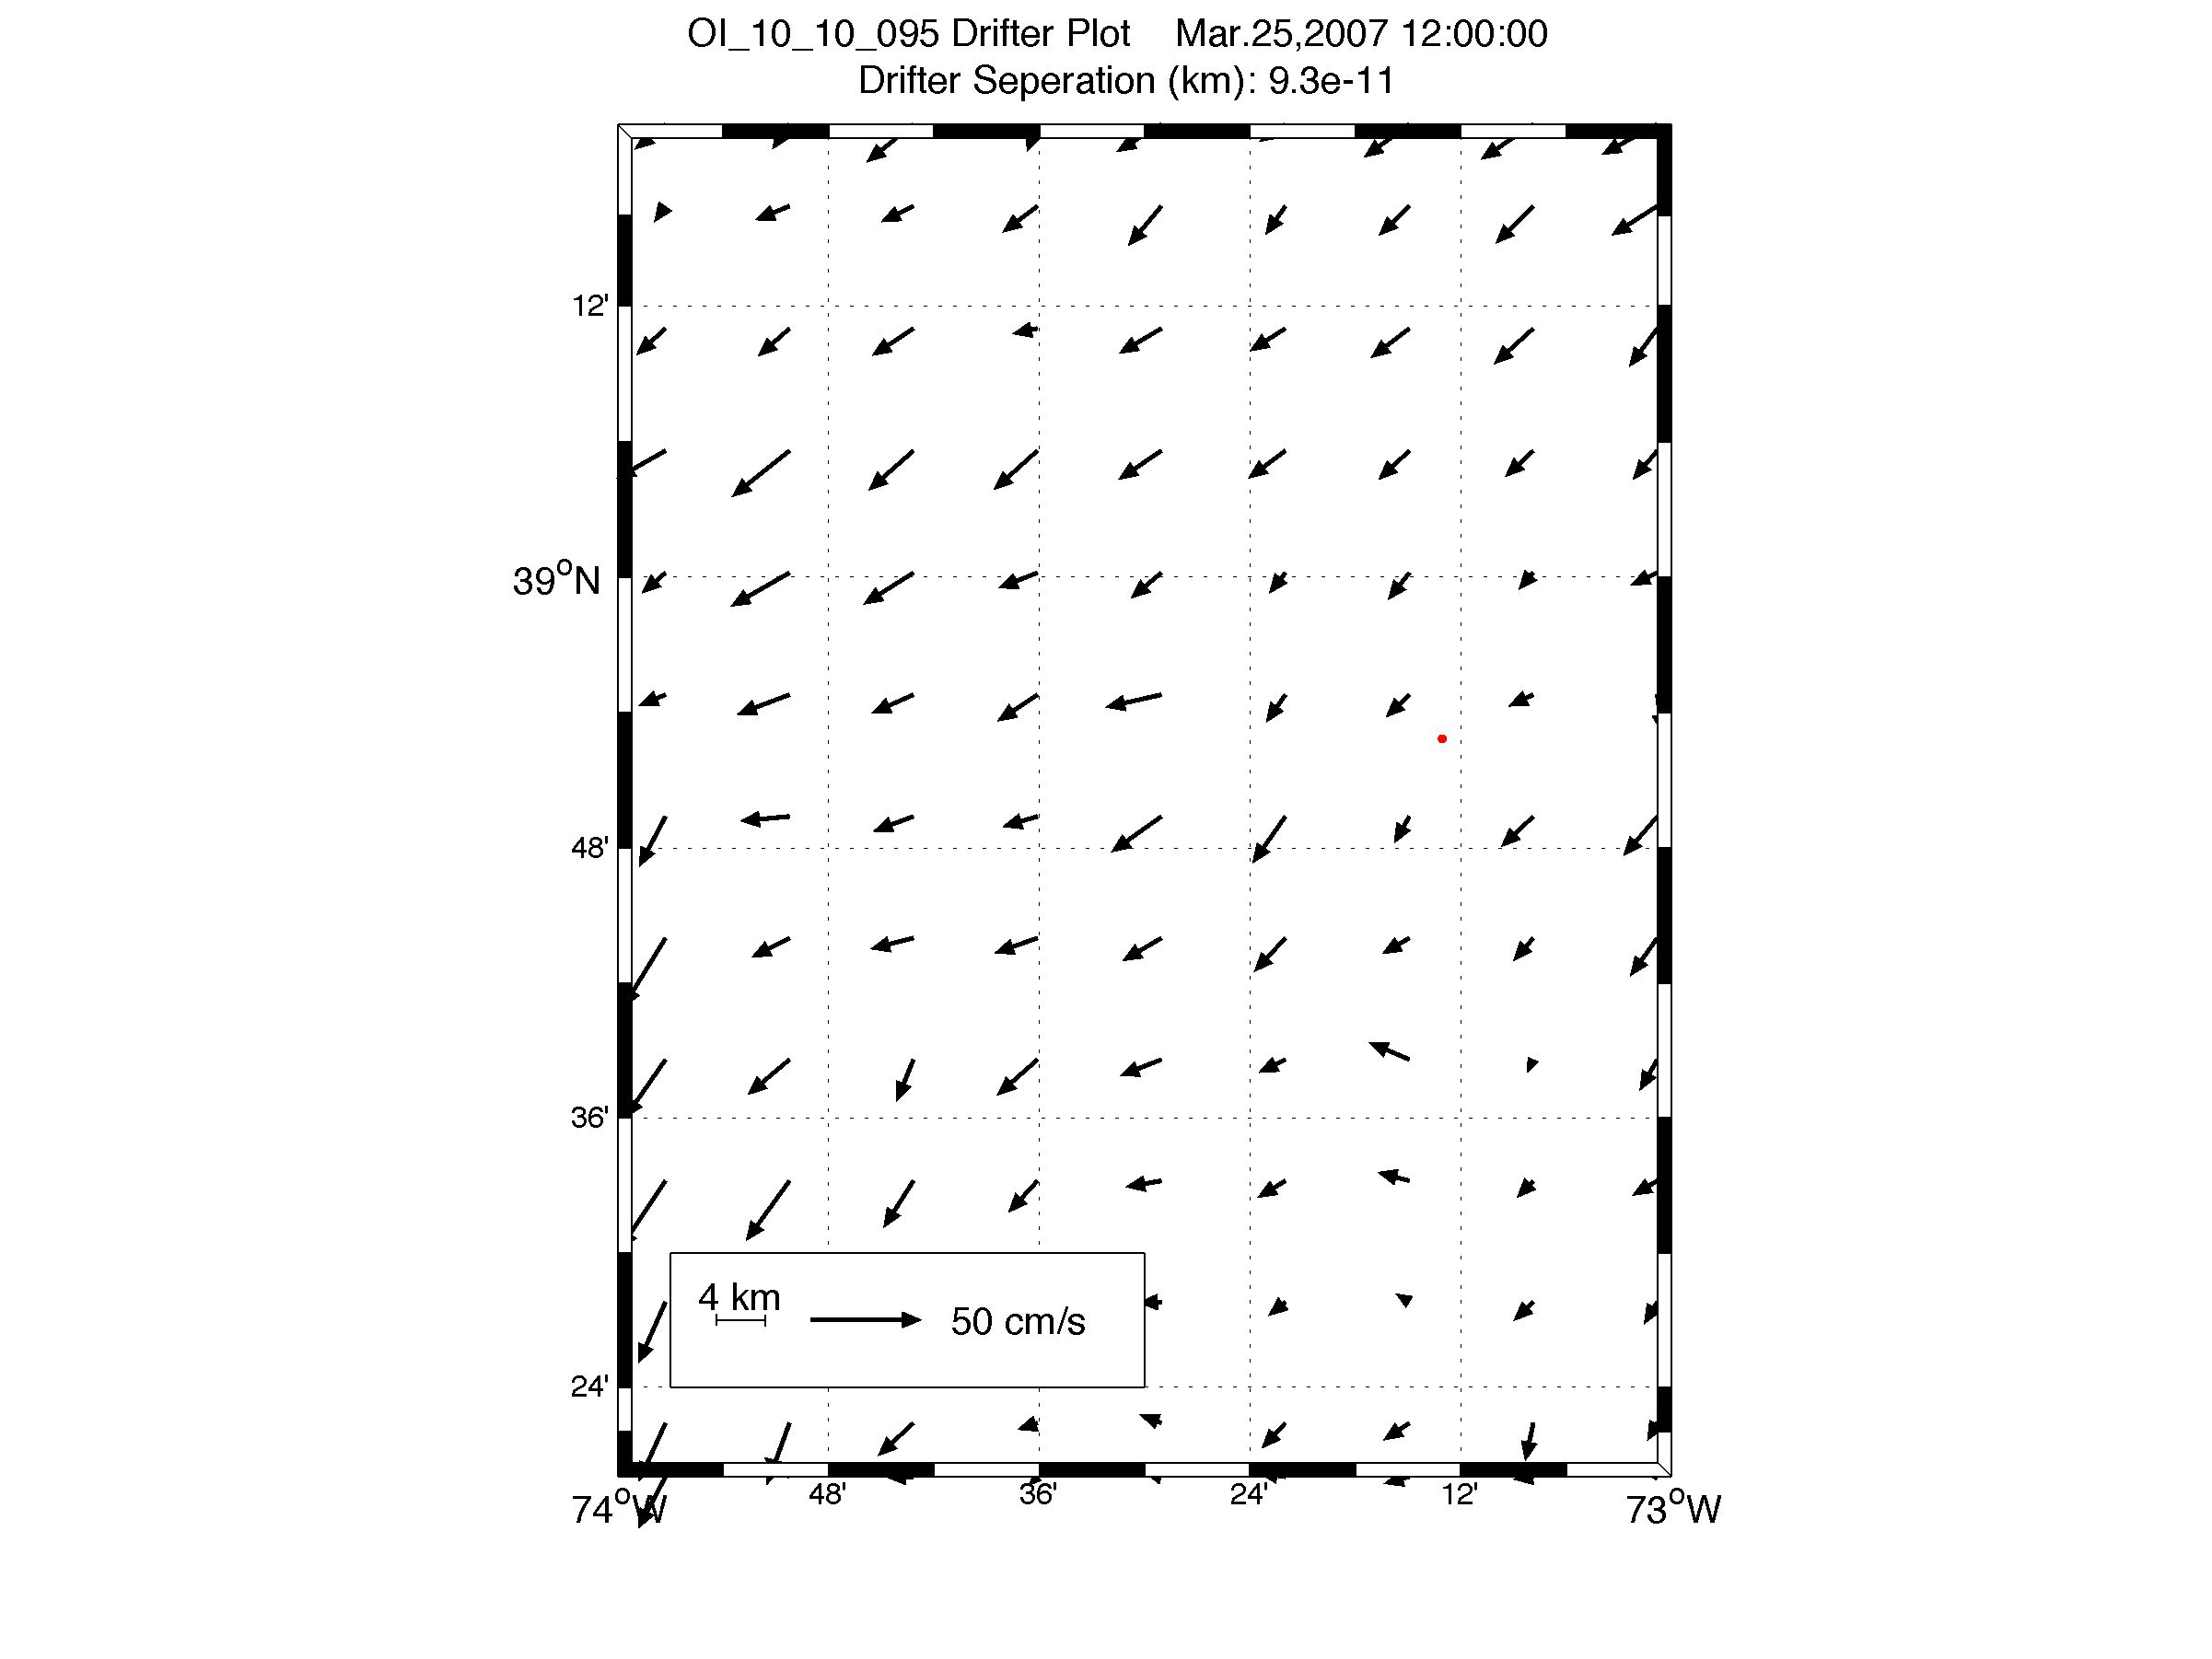 OI_10_10_095 Drifter Plot Mar.25,2007 12:00:00
Drifter Seperation (km): 9.3e-11
12'
39°N
48'
36'
4 km
50 cm/s
24'
74°W 48' 36' 24' 12' 73°W